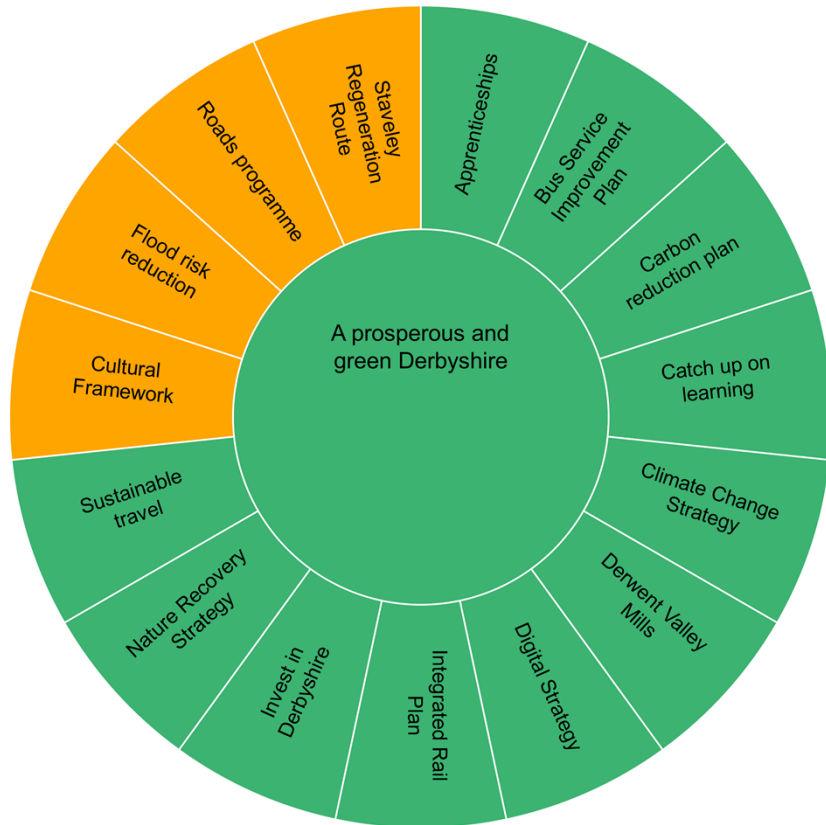 A prosperous and
green Derbyshire
Apprenticeships
Bus Service
Improvement
Plan
Carbon
reduction plan
Catch up on
learning
Climate Change
Strategy
Derwent Valley
Mills
Digital Strategy
Integrated Rail
Plan
Invest in
Derbyshire
Nature Recovery
Strategy
Sustainable
travel
Cultural
Framework
Flood risk
reduction
Roads programme
Staveley
Regeneration
Route